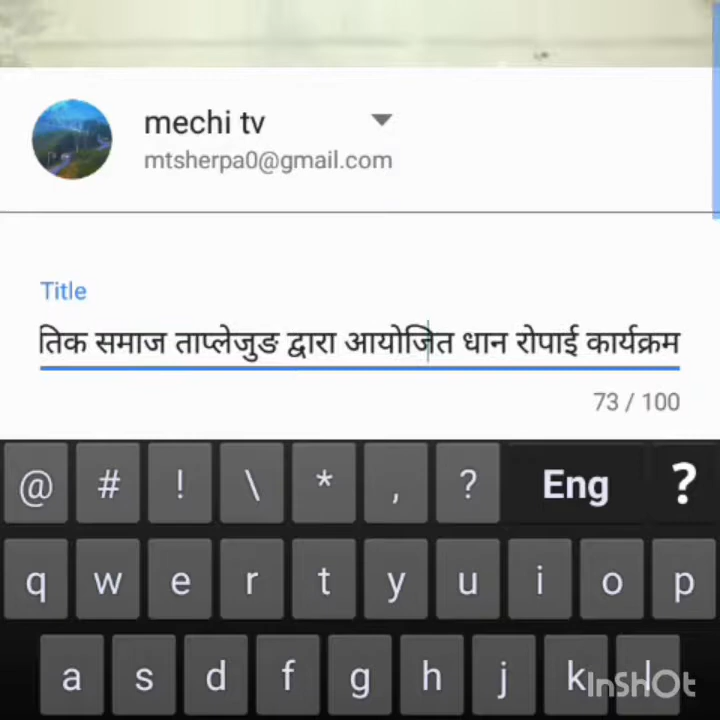 mechi tv
mtsherpa0@gmail.com
Title
तिक समाज ताप्लेजुङ द्वारा आयोजित धान रोपाई कार्यक्रम
73 / 100
@ # ! \ * , ? Eng ?
q w e r t y u i o p
a s d f g h j k l
InShOt